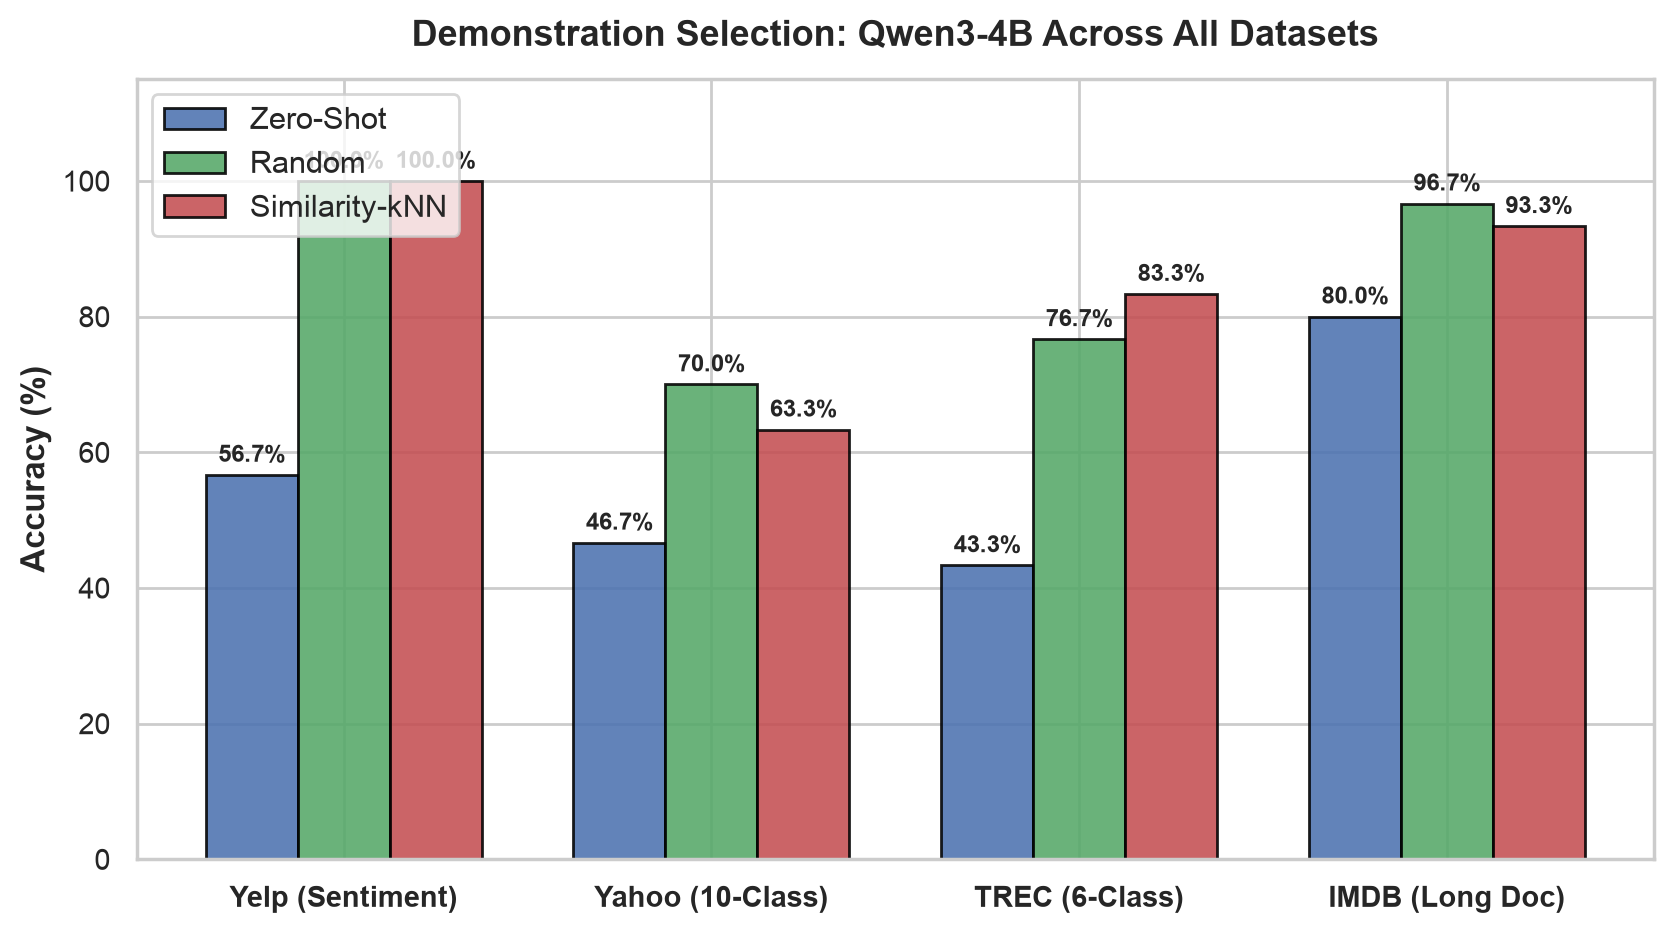 Demonstration Selection: Qwen3-4B Across All Datasets
Zero-Shot
Random
Similarity-kNN
Accuracy (%)
100
80
60
40
20
0
56.7%
100.0%
46.7%
70.0%
63.3%
43.3%
76.7%
83.3%
80.0%
96.7%
93.3%
Yelp (Sentiment)
Yahoo (10-Class)
TREC (6-Class)
IMDB (Long Doc)